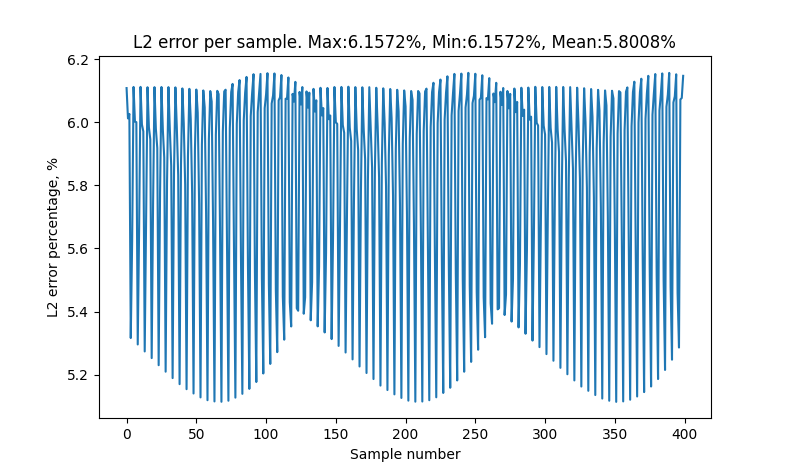 L2 error per sample. Max:6.1572%, Min:6.1572%, Mean:5.8008%
6.2
6.0
5.8
5.6
5.4
5.2
L2 error percentage, %
0 50 100 150 200 250 300 350 400
Sample number